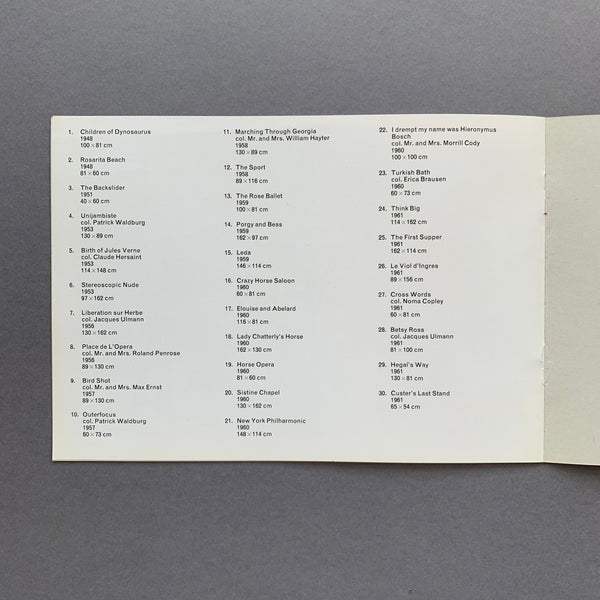 1. Children of Dynosaurus
1948
100 × 81 cm
2. Rosarita Beach
1948
81 × 60 cm
3. The Backslider
1951
40 × 60 cm
4. Unijambiste
col. Patrick Waldburg
1953
130 × 89 cm
5. Birth of Jules Verne
col. Claude Hersaint
1953
114 × 148 cm
6. Stereoscopic Nude
1953
97 × 162 cm
7. Liberation sur Herbe
col. Jacques Ulmann
1956
130 × 162 cm
8. Place de L'Opera
col. Mr. and Mrs. Roland Penrose
1956
89 × 130 cm
9. Bird Shot
col. Mr. and Mrs. Max Ernst
1957
89 × 130 cm
10. Outerfocus
col. Patrick Waldburg
1957
60 × 73 cm
11. Marching Through Georgia
col. Mr. and Mrs. William Hayter
1958
130 × 89 cm
12. The Sport
1958
89 × 116 cm
13. The Rose Ballet
1959
100 × 81 cm
14. Porgy and Bess
1959
162 × 97 cm
15. Leda
1959
146 × 114 cm
16. Crazy Horse Saloon
1960
60 × 81 cm
17. Elouise and Abelard
1960
116 × 81 cm
18. Lady Chatterly's Horse
1960
162 × 130 cm
19. Horse Opera
1960
81 × 60 cm
20. Sistine Chapel
1960
130 × 162 cm
21. New York Philharmonic
1960
148 × 114 cm
22. I drempt my name was Hieronymus
Bosch
col. Mr. and Mrs. Morrill Cody
1960
100 × 100 cm
23. Turkish Bath
col. Erica Brausen
1960
60 × 73 cm
24. Think Big
1961
114 × 162 cm
25. The First Supper
1961
162 × 114 cm
26. Le Viol d'Ingres
1961
89 × 156 cm
27. Cross Words
col. Noma Copley
1961
60 × 81 cm
28. Betsy Ross
col. Jacques Ulmann
1961
81 × 100 cm
29. Hegal's Way
1961
130 × 81 cm
30. Custer's Last Stand
1961
65 × 54 cm